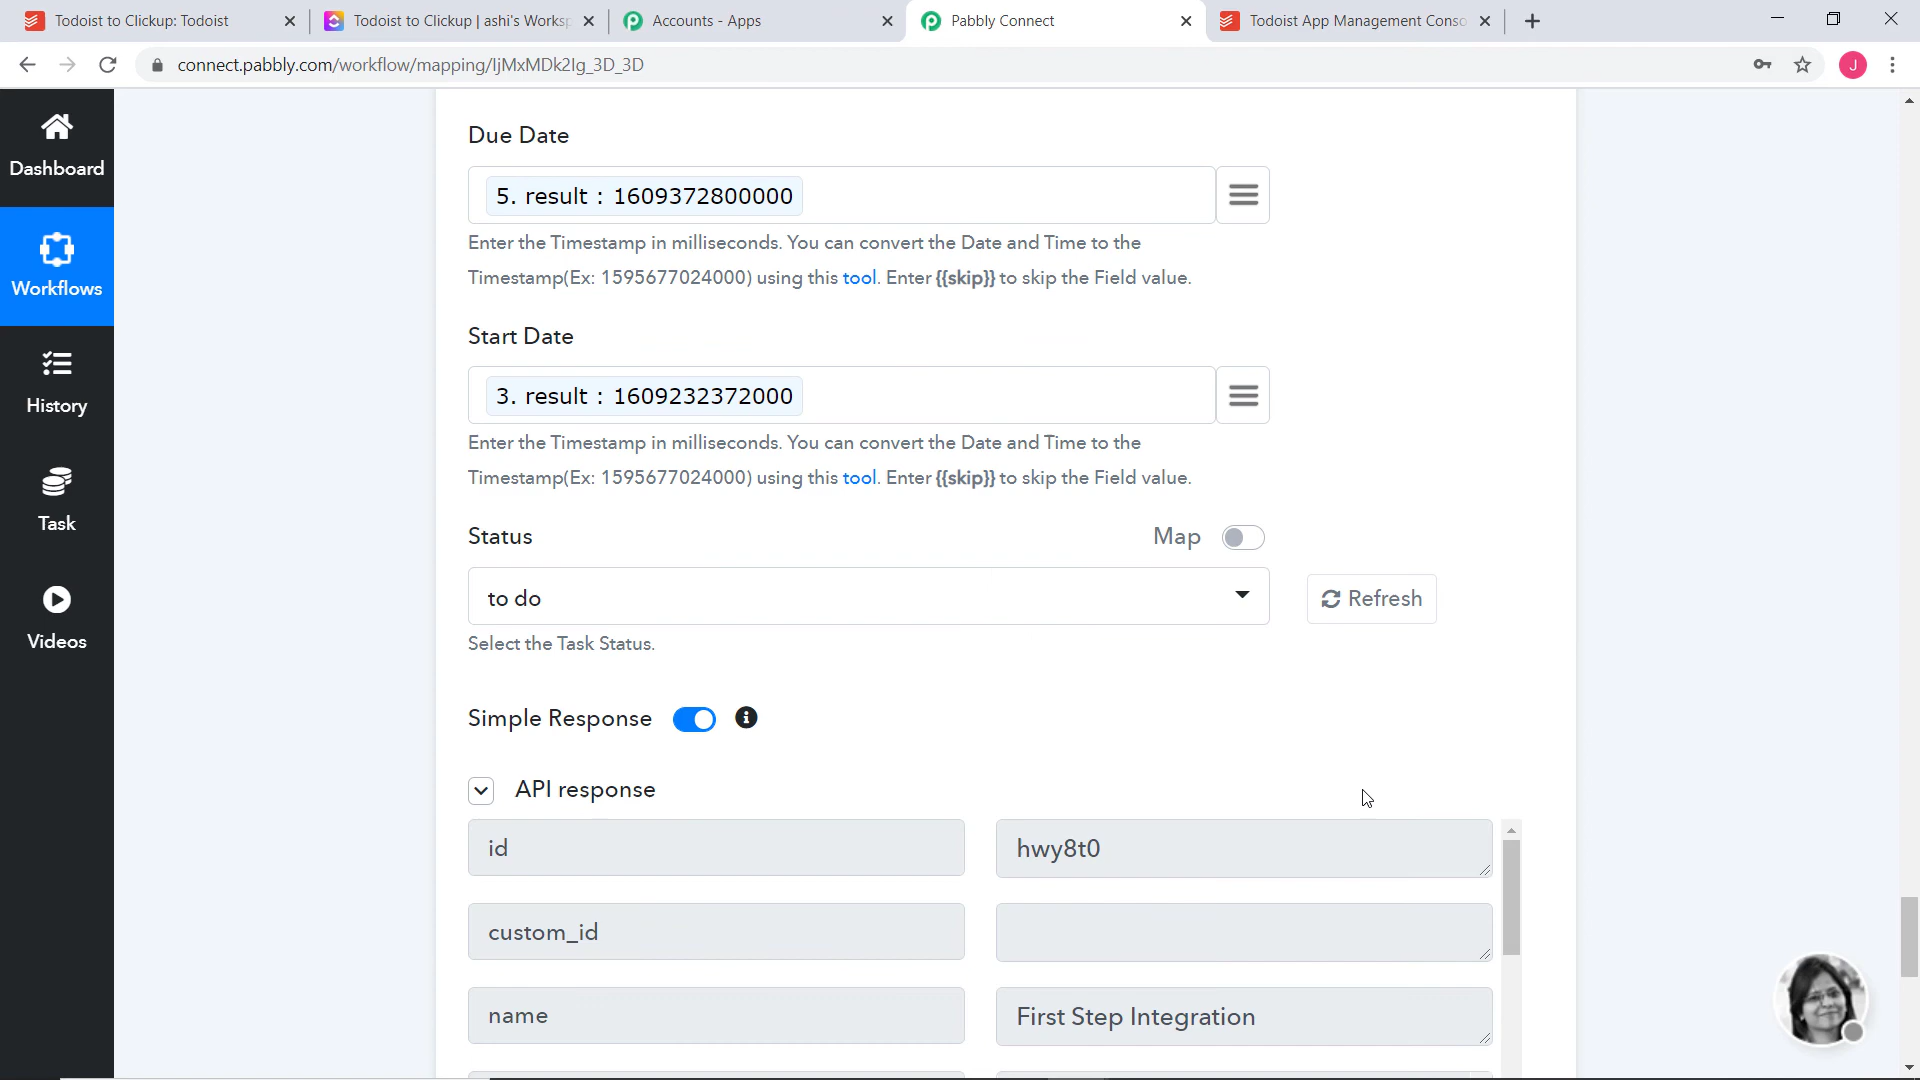 Todoist to Clickup: Todoist
Todoist to Clickup | ashi's Worksp
Accounts - Apps
Pabbly Connect
Todoist App Management Conso
connect.pabbly.com/workflow/mapping/IjMxMDk2Ig_3D_3D
J
Dashboard
Workflows
History
Task
Videos
Due Date
5. result : 1609372800000
Enter the Timestamp in milliseconds. You can convert the Date and Time to the
Timestamp(Ex: 1595677024000) using this tool. Enter {{skip}} to skip the Field value.
Start Date
3. result : 1609232372000
Enter the Timestamp in milliseconds. You can convert the Date and Time to the
Timestamp(Ex: 1595677024000) using this tool. Enter {{skip}} to skip the Field value.
Status
Map
to do
Refresh
Select the Task Status.
Simple Response
API response
id
hwy8t0
custom_id
name
First Step Integration